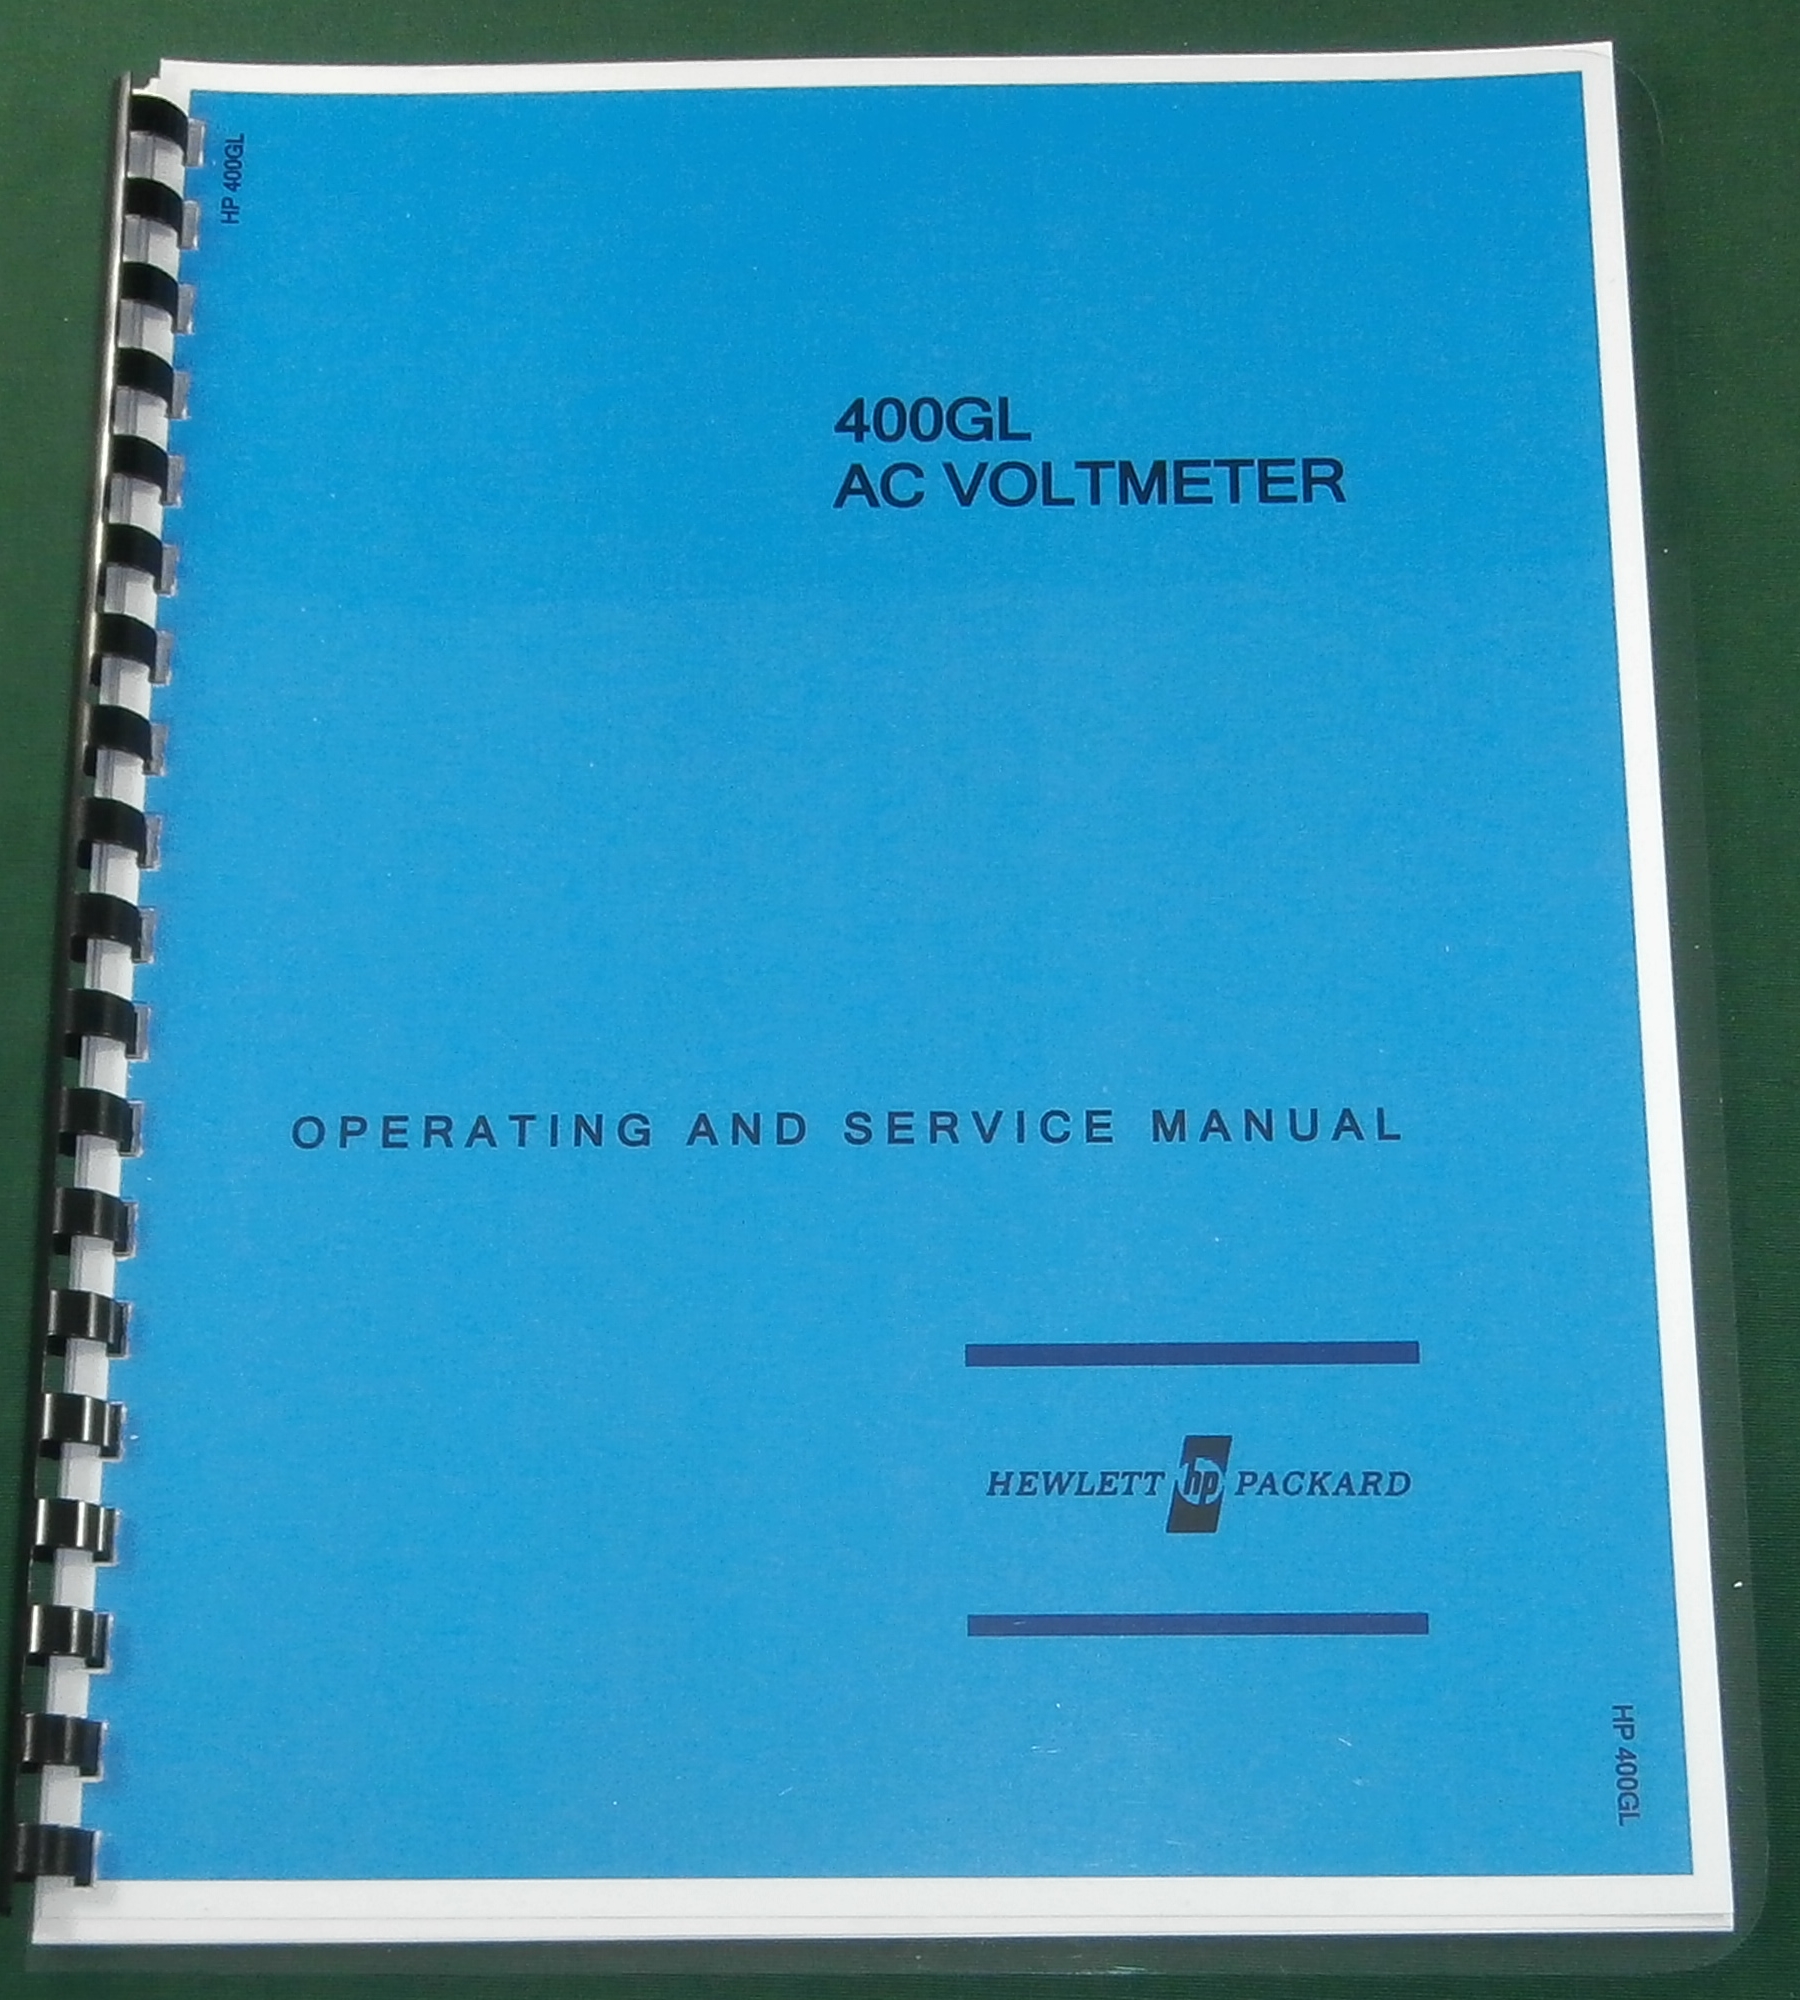 HP 400GL
400GL
AC VOLTMETER
OPERATING AND SERVICE MANUAL
HEWLETT hp PACKARD
HP 400GL